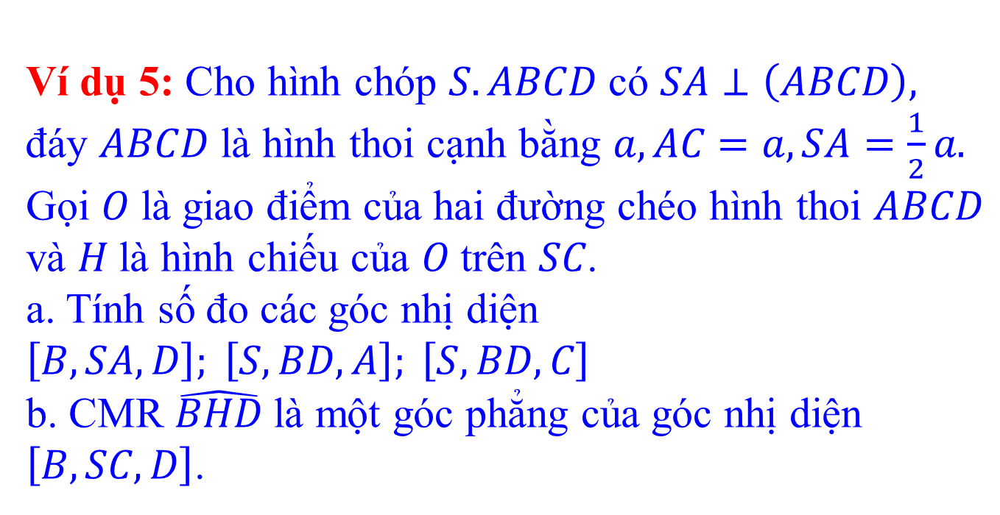 Ví dụ 5: Cho hình chóp S.ABCD có SA ⊥ (ABCD),
đáy ABCD là hình thoi cạnh bằng a, AC = a, SA = \frac{1}{2} a.
Gọi O là giao điểm của hai đường chéo hình thoi ABCD
và H là hình chiếu của O trên SC.
a. Tính số đo các góc nhị diện
[B, SA, D]; [S, BD, A]; [S, BD, C]
b. CMR \widehat{BHD} là một góc phẳng của góc nhị diện
[B, SC, D].